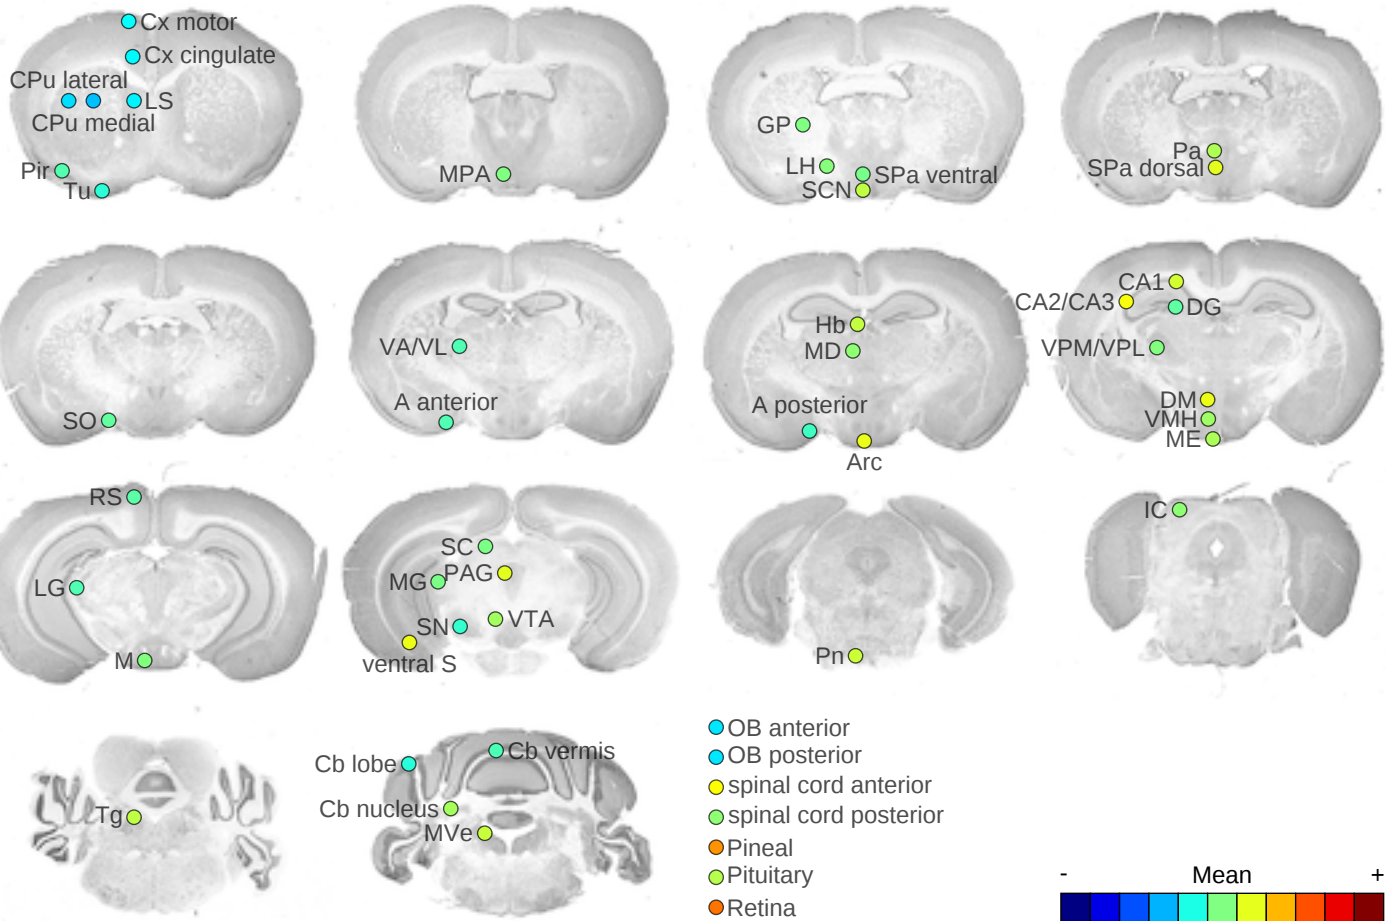 Cx motor
Cx cingulate
CPu lateral
LS
CPu medial
Pir
Tu
MPA
GP
LH
SPa ventral
SCN
Pa
SPa dorsal
SO
VA/VL
A anterior
Hb
MD
A posterior
Arc
CA1
CA2/CA3
DG
VPM/VPL
DM
VMH
ME
RS
LG
M
SC
MG
PAG
SN
VTA
ventral S
Pn
IC
Tg
Cb lobe
Cb vermis
Cb nucleus
MVe
OB anterior
OB posterior
spinal cord anterior
spinal cord posterior
Pineal
Pituitary
Retina
- Mean +